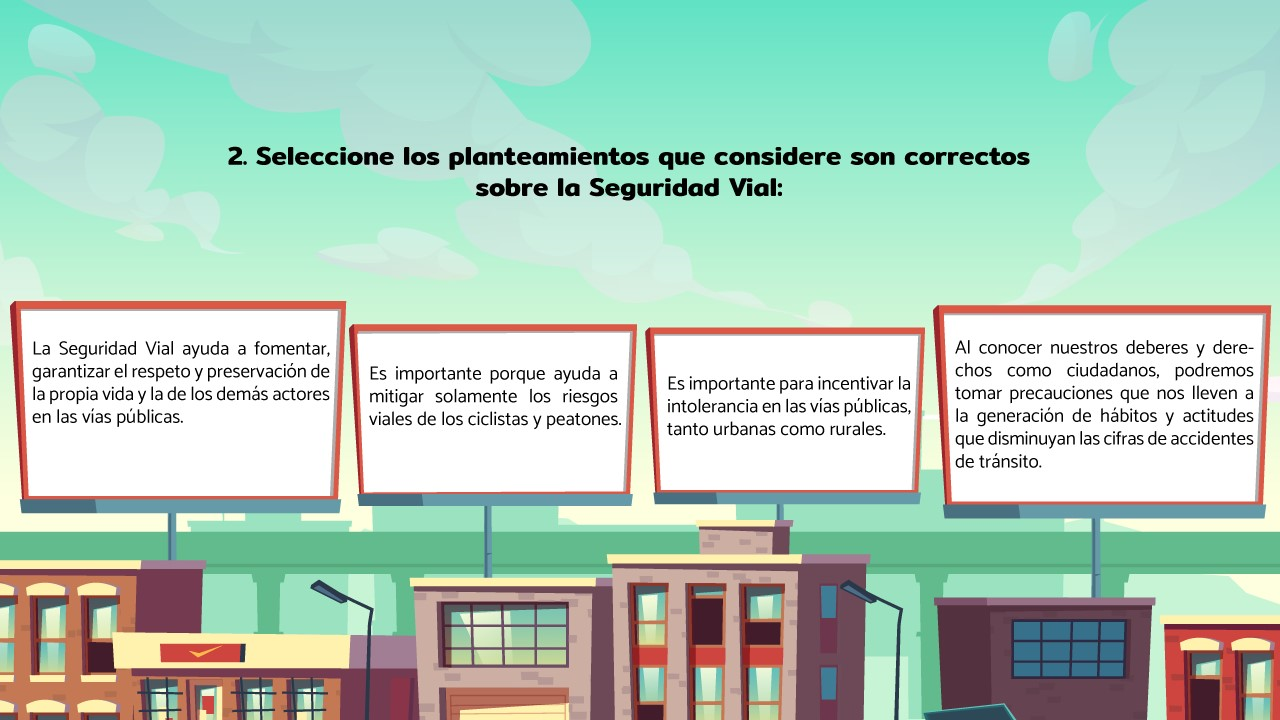 2. Seleccione los planteamientos que considere son correctos
sobre la Seguridad Vial:
La Seguridad Vial ayuda a fomentar,
garantizar el respeto y preservación de
la propia vida y la de los demás actores
en las vías públicas.
Es importante porque ayuda a
mitigar solamente los riesgos
viales de los ciclistas y peatones.
Es importante para incentivar la
intolerancia en las vías públicas,
tanto urbanas como rurales.
Al conocer nuestros deberes y dere-
chos como ciudadanos, podremos
tomar precauciones que nos lleven a
la generación de hábitos y actitudes
que disminuyan las cifras de accidentes
de tránsito.